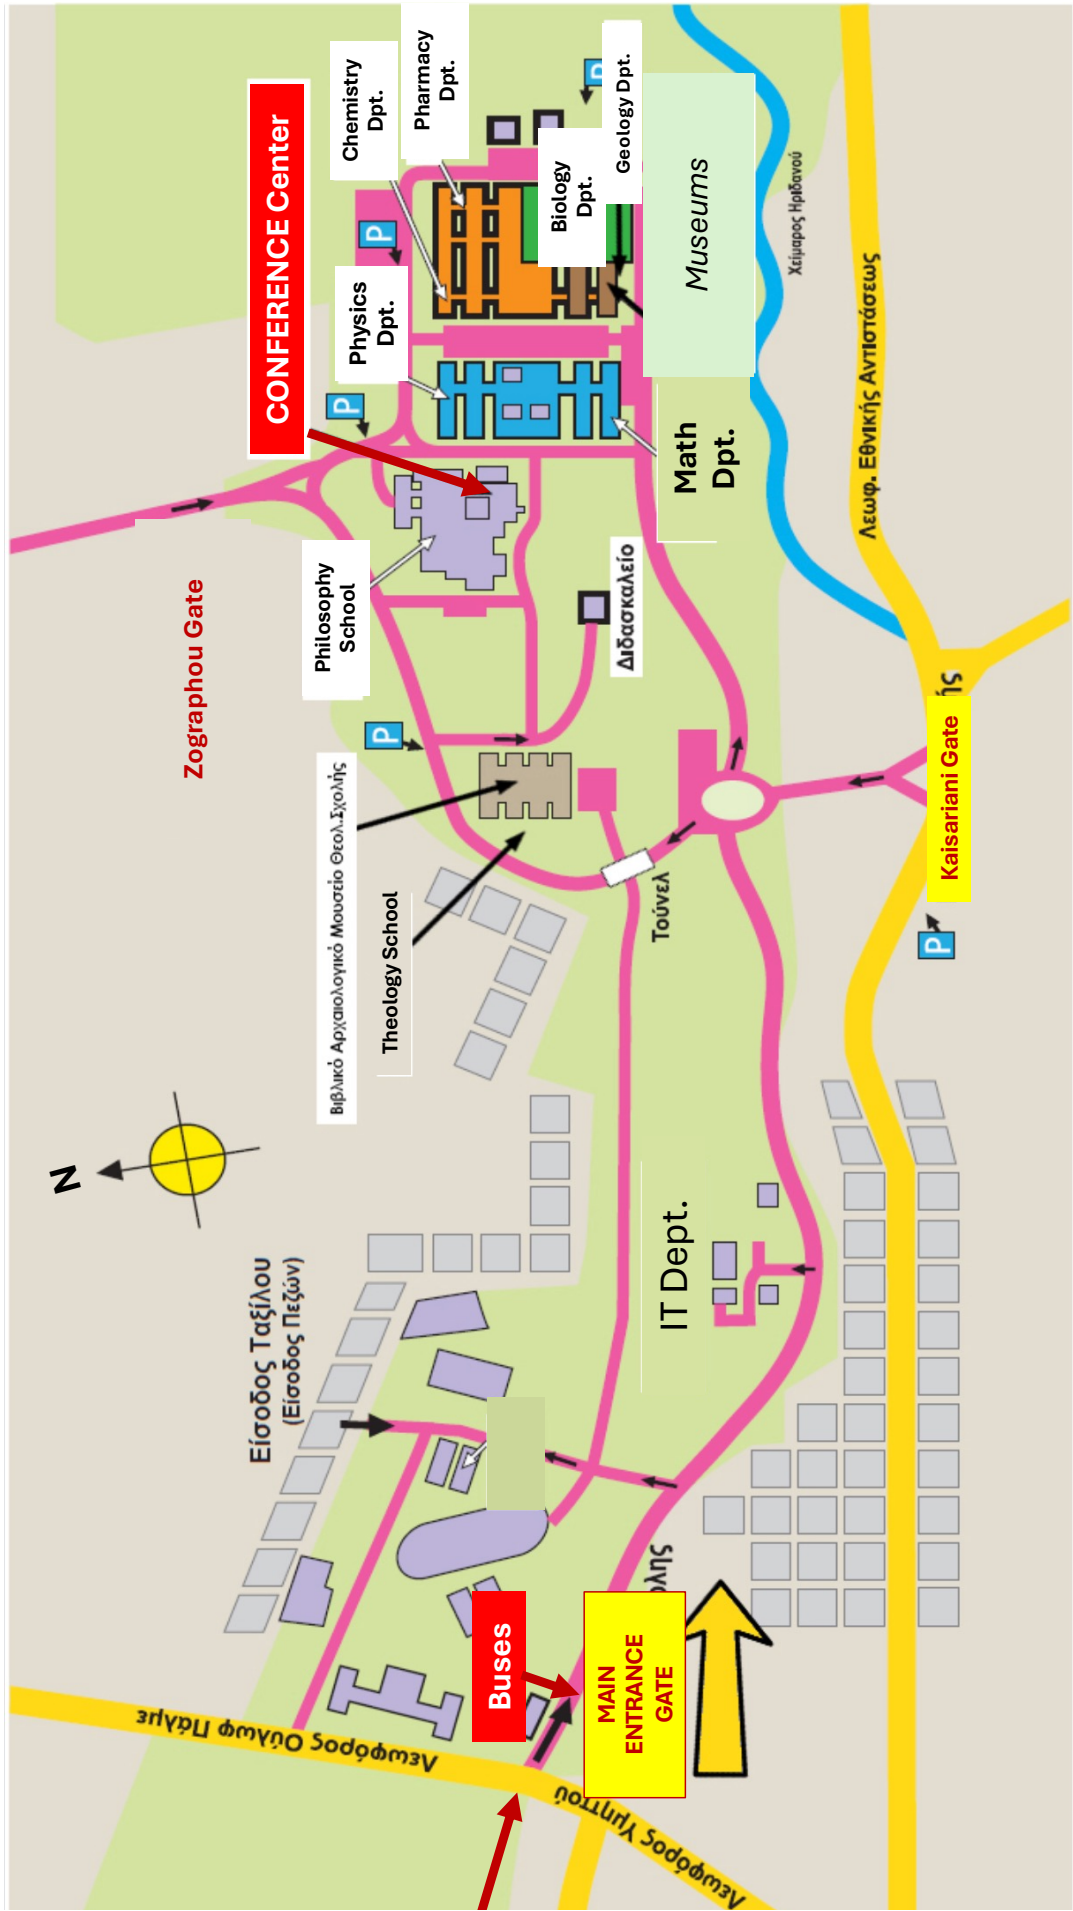 CONFERENCE Center
Chemistry
Dpt.
Pharmacy
Dpt.
Geology Dpt.
Biology
Dpt.
Museums
Χείμαρος Ηριδανού
Λεωφ. Εθνικής Αντιστάσεως
P
P
P
Physics
Dpt.
Math
Dpt.
Zographou Gate
Philosophy
School
Διδασκαλείο
P
Βιβλικό Αρχαιολογικό Μουσείο Θεολ.Σχολής
Theology School
Τούνελ
Kaisariani Gate
P
N
Είσοδος Ταξίλου
(Είσοδος Πεζών)
IT Dept.
Buses
MAIN
ENTRANCE
GATE
Λεωφόρος Ούλωφ Πάλμε
Λεωφόρος Υμηττού